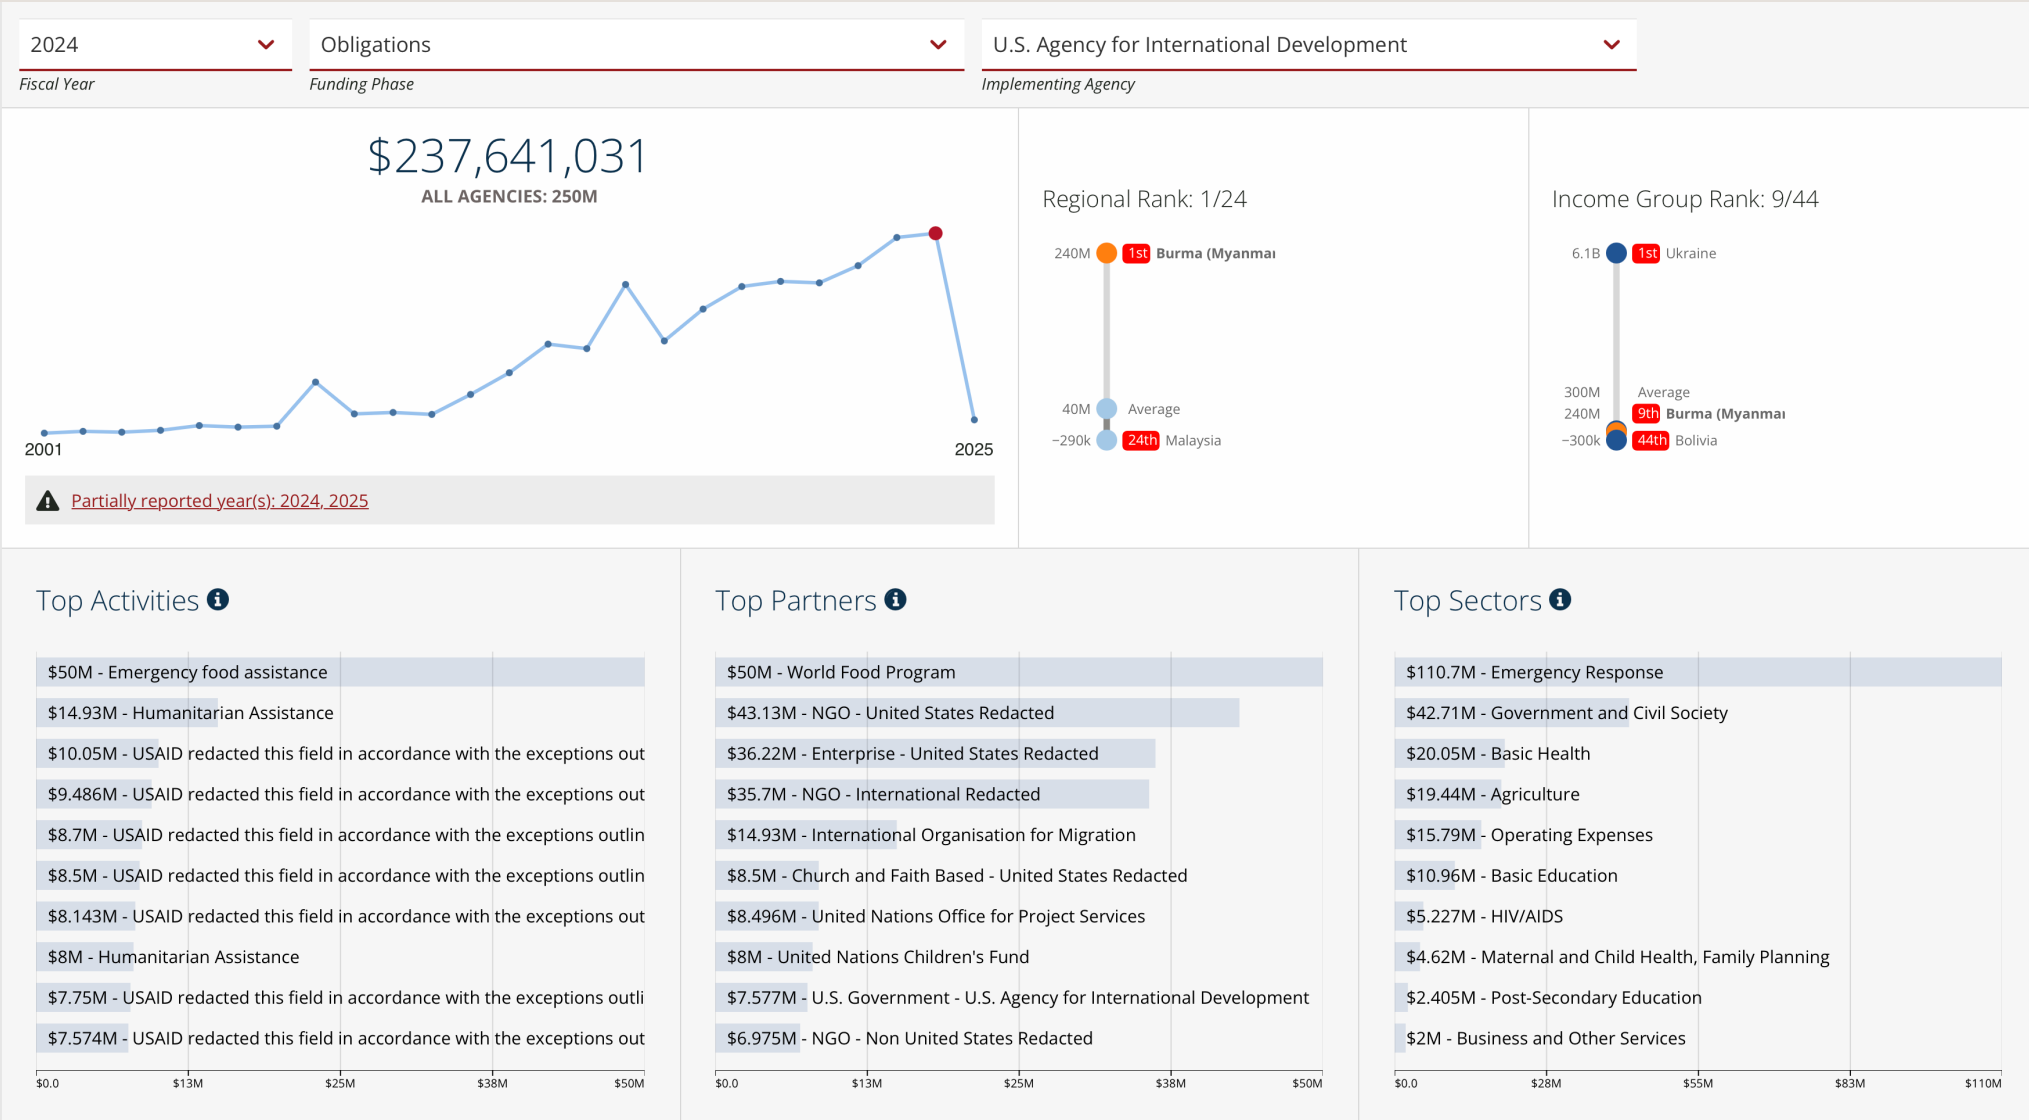 2024
Obligations
U.S. Agency for International Development
Fiscal Year
Funding Phase
Implementing Agency
$237,641,031
ALL AGENCIES: 250M
2001
2025
Partially reported year(s): 2024, 2025
Regional Rank: 1/24
240M 1st Burma (Myanmar
40M Average
−290k 24th Malaysia
Income Group Rank: 9/44
6.1B 1st Ukraine
300M Average
240M 9th Burma (Myanmar
−300k 44th Bolivia
Top Activities
$50M - Emergency food assistance
$14.93M - Humanitarian Assistance
$10.05M - USAID redacted this field in accordance with the exceptions out
$9.486M - USAID redacted this field in accordance with the exceptions out
$8.7M - USAID redacted this field in accordance with the exceptions outlin
$8.5M - USAID redacted this field in accordance with the exceptions outlin
$8.143M - USAID redacted this field in accordance with the exceptions out
$8M - Humanitarian Assistance
$7.75M - USAID redacted this field in accordance with the exceptions outli
$7.574M - USAID redacted this field in accordance with the exceptions out
$0.0 $13M $25M $38M $50M
Top Partners
$50M - World Food Program
$43.13M - NGO - United States Redacted
$36.22M - Enterprise - United States Redacted
$35.7M - NGO - International Redacted
$14.93M - International Organisation for Migration
$8.5M - Church and Faith Based - United States Redacted
$8.496M - United Nations Office for Project Services
$8M - United Nations Children's Fund
$7.577M - U.S. Government - U.S. Agency for International Development
$6.975M - NGO - Non United States Redacted
$0.0 $13M $25M $38M $50M
Top Sectors
$110.7M - Emergency Response
$42.71M - Government and Civil Society
$20.05M - Basic Health
$19.44M - Agriculture
$15.79M - Operating Expenses
$10.96M - Basic Education
$5.227M - HIV/AIDS
$4.62M - Maternal and Child Health, Family Planning
$2.405M - Post-Secondary Education
$2M - Business and Other Services
$0.0 $28M $55M $83M $110M